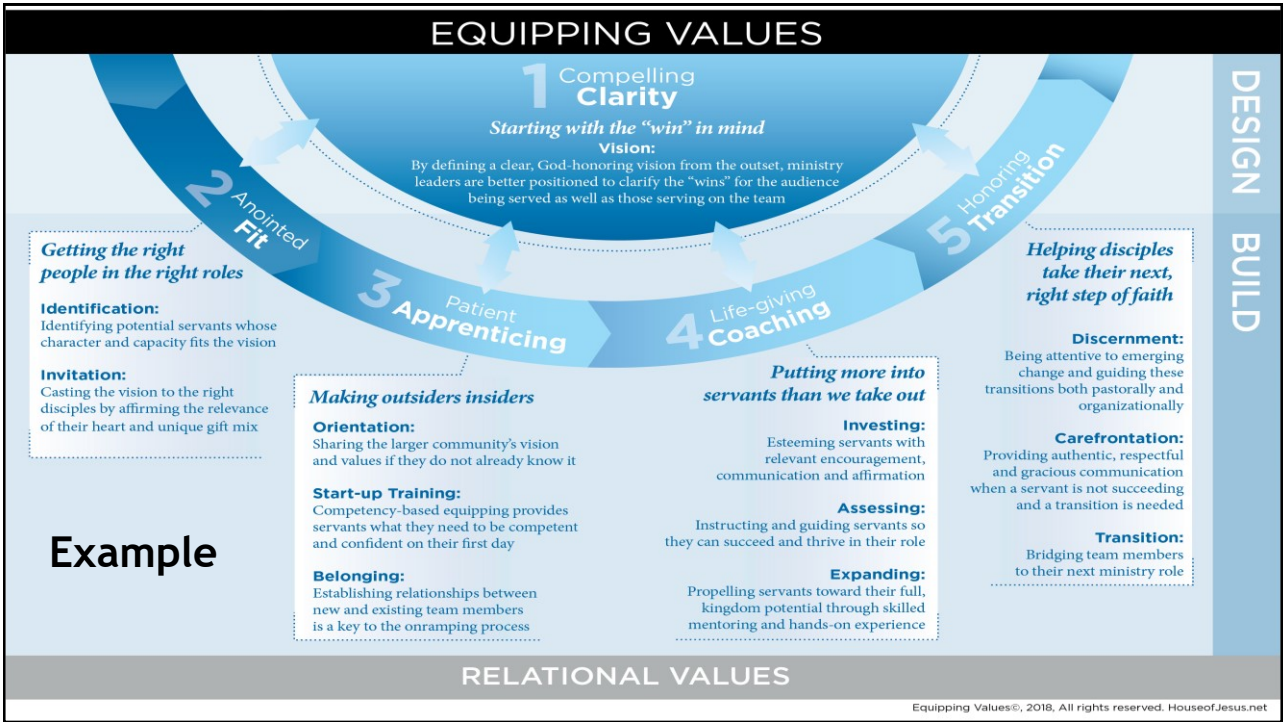 EQUIPPING VALUES
1 Compelling
Clarity
Starting with the “win” in mind
Vision:
By defining a clear, God-honoring vision from the outset, ministry
leaders are better positioned to clarify the “wins” for the audience
being served as well as those serving on the team
2 Anointed
Fit
Getting the right
people in the right roles
Identification:
Identifying potential servants whose
character and capacity fits the vision
Invitation:
Casting the vision to the right
disciples by affirming the relevance
of their heart and unique gift mix
3 Patient
Apprenticing
Making outsiders insiders
Orientation:
Sharing the larger community’s vision
and values if they do not already know it
Start-up Training:
Competency-based equipping provides
servants what they need to be competent
and confident on their first day
Belonging:
Establishing relationships between
new and existing team members
is a key to the onramping process
4 Life-giving
Coaching
Putting more into
servants than we take out
Investing:
Esteeming servants with
relevant encouragement,
communication and affirmation
Assessing:
Instructing and guiding servants so
they can succeed and thrive in their role
Expanding:
Propelling servants toward their full,
kingdom potential through skilled
mentoring and hands-on experience
5 Honoring
Transition
Helping disciples
take their next,
right step of faith
Discernment:
Being attentive to emerging
change and guiding these
transitions both pastorally and
organizationally
Carefrontation:
Providing authentic, respectful
and gracious communication
when a servant is not succeeding
and a transition is needed
Transition:
Bridging team members
to their next ministry role
DESIGN
BUILD
Example
RELATIONAL VALUES
Equipping Values©, 2018, All rights reserved. HouseofJesus.net